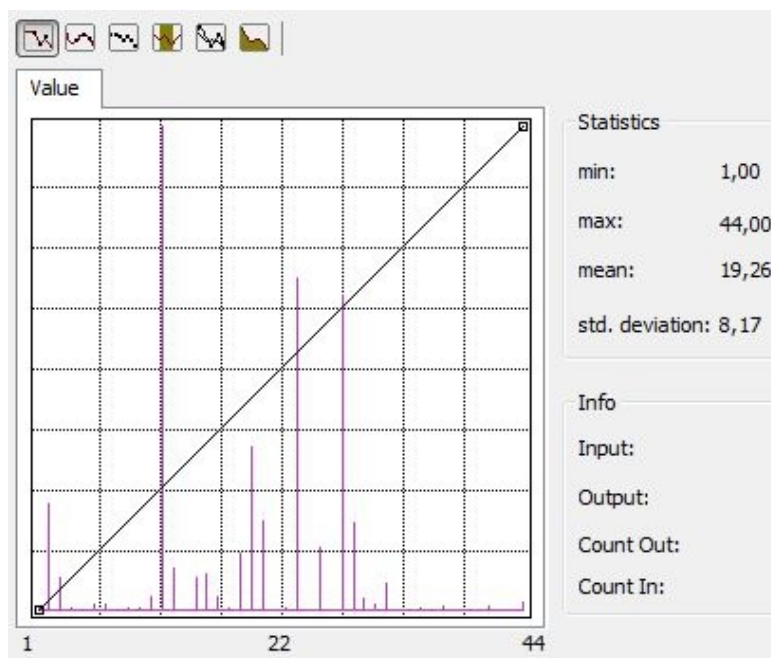 Value
1
22
44
Statistics
min: 1,00
max: 44,00
mean: 19,26
std. deviation: 8,17
Info
Input:
Output:
Count Out:
Count In: